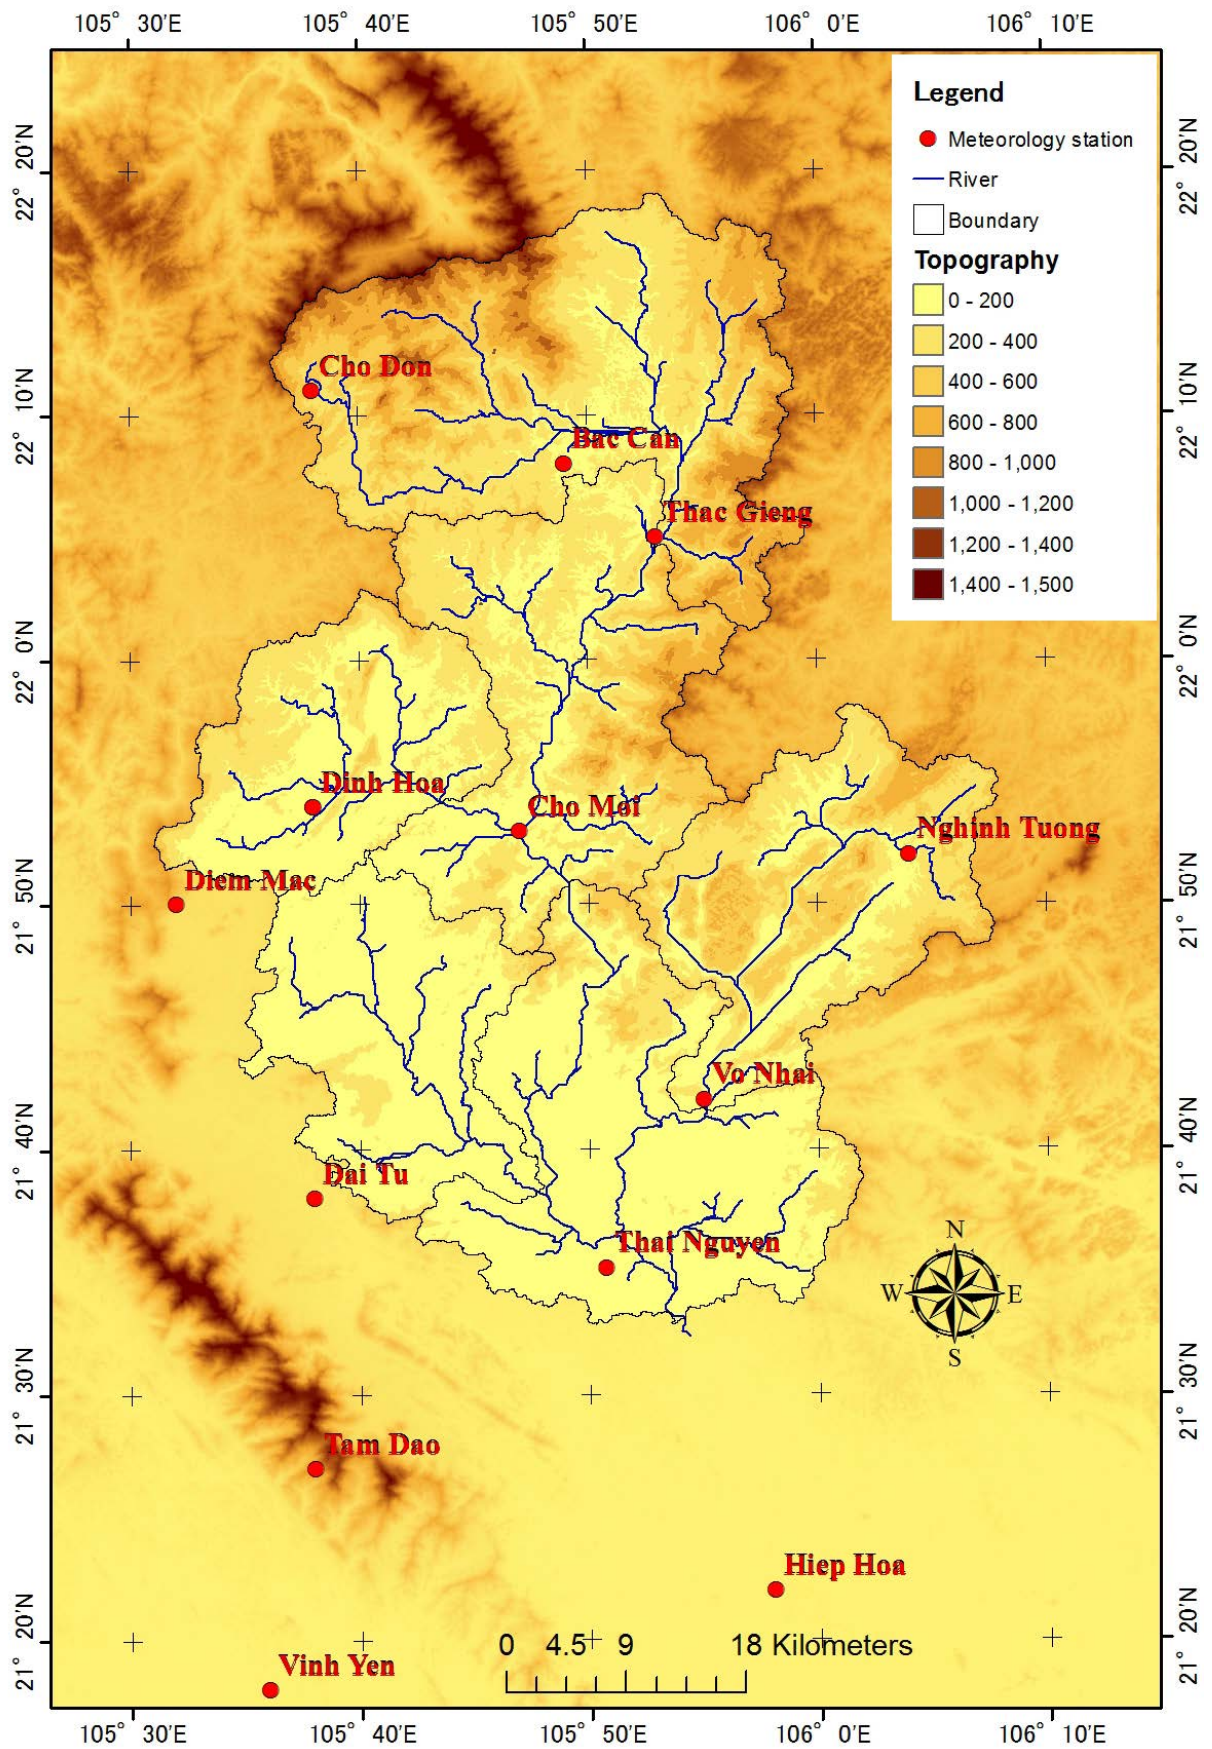 105° 30'E 105° 40'E 105° 50'E 106° 0'E 106° 10'E
Legend
Meteorology station
River
Boundary
Topography
0 - 200
200 - 400
400 - 600
600 - 800
800 - 1,000
1,000 - 1,200
1,200 - 1,400
1,400 - 1,500
22° 20'N
22° 20'N
Cho Don
22° 10'N
22° 10'N
Bac Can
Thac Gieng
22° 0'N
22° 0'N
Dinh Hoa
Cho Moi
Nghinh Tuong
Diem Mac
21° 50'N
21° 50'N
Vo Nhai
21° 40'N
21° 40'N
Dai Tu
Thai Nguyen
N
W E
S
21° 30'N
21° 30'N
Tam Dao
Hiep Hoa
21° 20'N
21° 20'N
0 4.5 9 18 Kilometers
Vinh Yen
105° 30'E 105° 40'E 105° 50'E 106° 0'E 106° 10'E